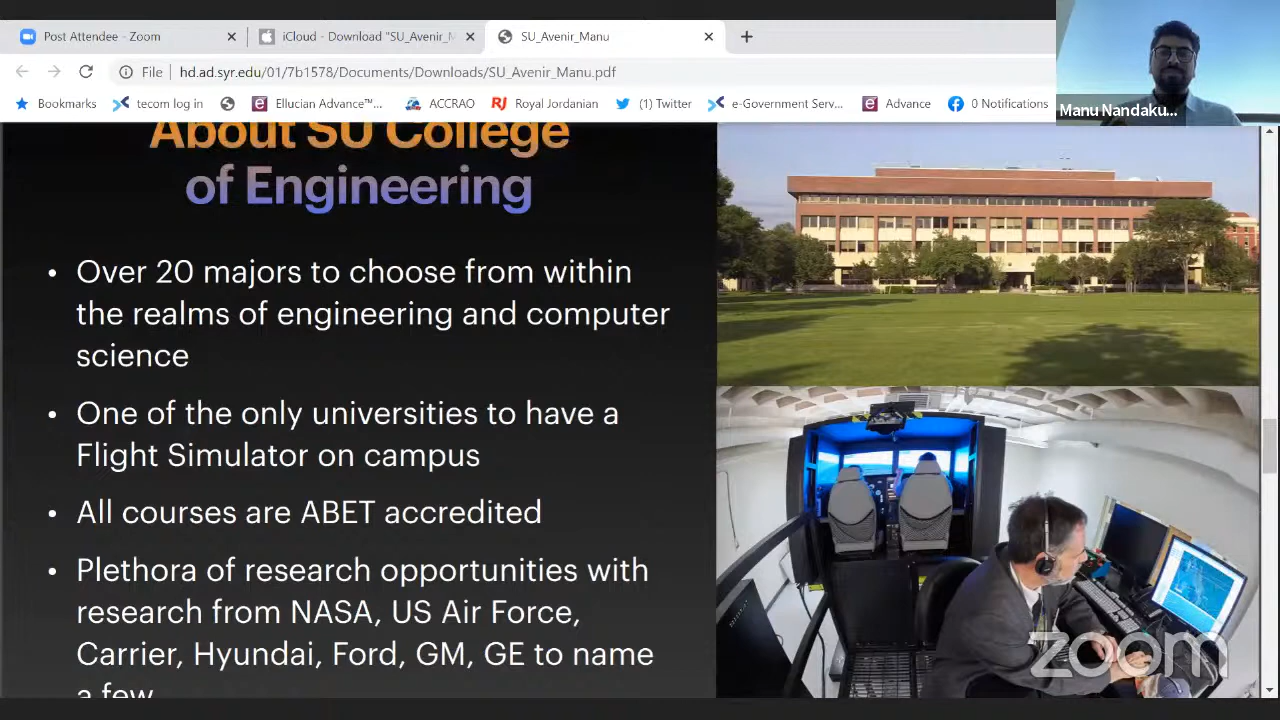 Post Attendee - Zoom
iCloud - Download "SU_Avenir_M
SU_Avenir_Manu
File
hd.ad.syr.edu/01/7b1578/Documents/Downloads/SU_Avenir_Manu.pdf
Bookmarks
tecom log in
Ellucian Advance™...
ACCRAO
RJ
Royal Jordanian
(1) Twitter
e-Government Serv...
Advance
0 Notifications
Manu Nandaku...
About SU College
of Engineering
• Over 20 majors to choose from within
the realms of engineering and computer
science
• One of the only universities to have a
Flight Simulator on campus
• All courses are ABET accredited
• Plethora of research opportunities with
research from NASA, US Air Force,
Carrier, Hyundai, Ford, GM, GE to name
a few
zoom